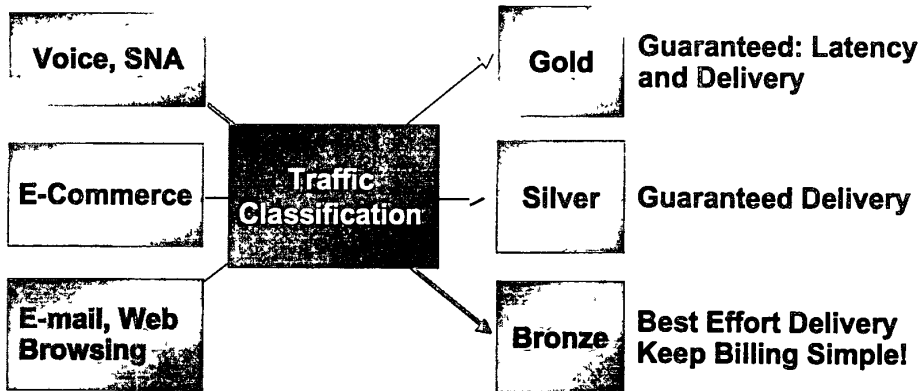 Voice, SNA
Gold
Guaranteed: Latency
and Delivery
E-Commerce
Traffic
Classification
Silver
Guaranteed Delivery
E-mail, Web
Browsing
Bronze
Best Effort Delivery
Keep Billing Simple!